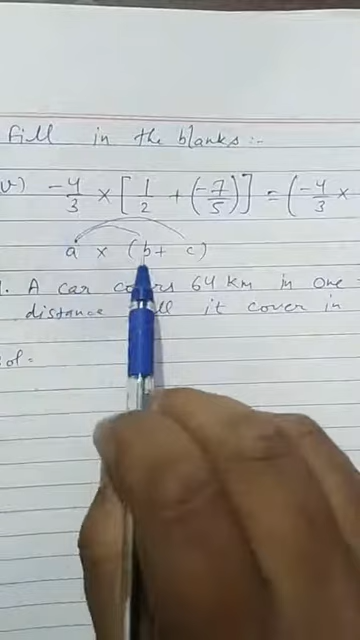 Fill in the blanks :-
v) -4/3 × [1/2 + (-7/5)] = (-4/3 ×
a × (b + c)
. A car covers 64 km in one
distance it cover in
ol =